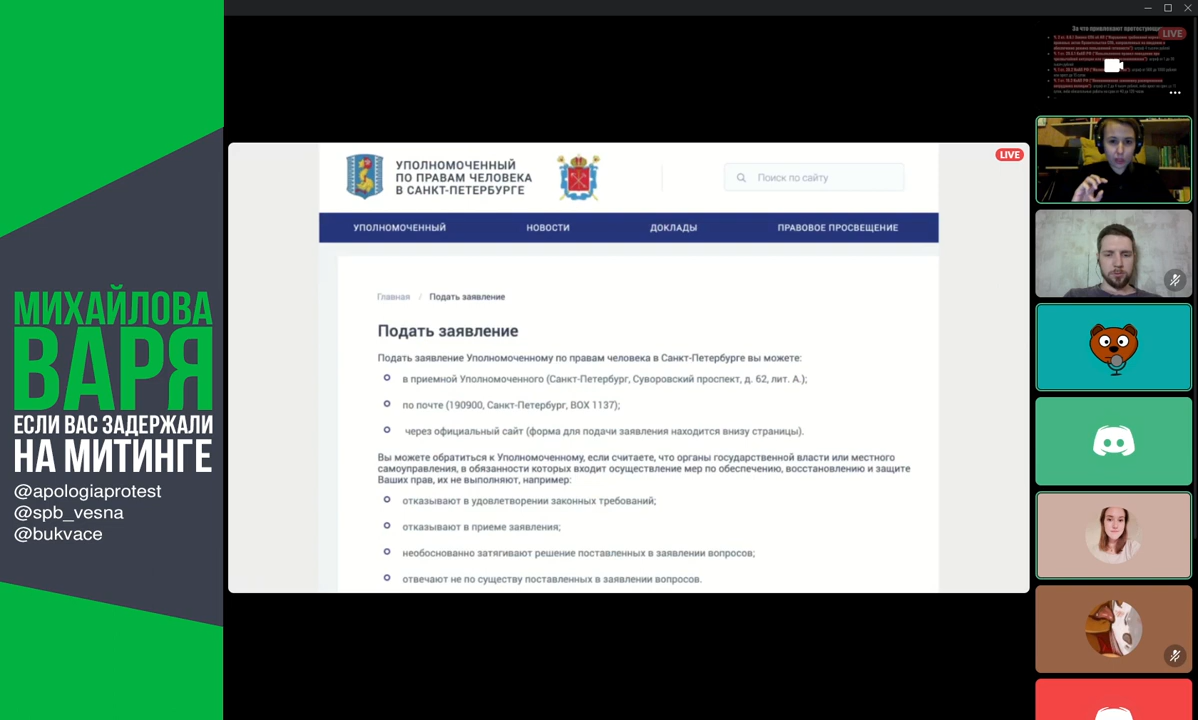 МИХАЙЛОВА
ВАРЯ
ЕСЛИ ВАС ЗАДЕРЖАЛИ
НА МИТИНГЕ
@apologiaprotest
@spb_vesna
@bukvace
УПОЛНОМОЧЕННЫЙ
ПО ПРАВАМ ЧЕЛОВЕКА
В САНКТ-ПЕТЕРБУРГЕ
Поиск по сайту
LIVE
УПОЛНОМОЧЕННЫЙ НОВОСТИ ДОКЛАДЫ ПРАВОВОЕ ПРОСВЕЩЕНИЕ
Главная / Подать заявление
Подать заявление
Подать заявление Уполномоченному по правам человека в Санкт-Петербурге вы можете:
в приемной Уполномоченного (Санкт-Петербург, Суворовский проспект, д. 62, лит. А.);
по почте (190900, Санкт-Петербург, BOX 1137);
через официальный сайт (форма для подачи заявления находится внизу страницы).
Вы можете обратиться к Уполномоченному, если считаете, что органы государственной власти или местного
самоуправления, в обязанности которых входит осуществление мер по обеспечению, восстановлению и защите
Ваших прав, их не выполняют, например:
отказывают в удовлетворении законных требований;
отказывают в приеме заявления;
необоснованно затягивают решение поставленных в заявлении вопросов;
отвечают не по существу поставленных в заявлении вопросов.
За что привлекают
LIVE